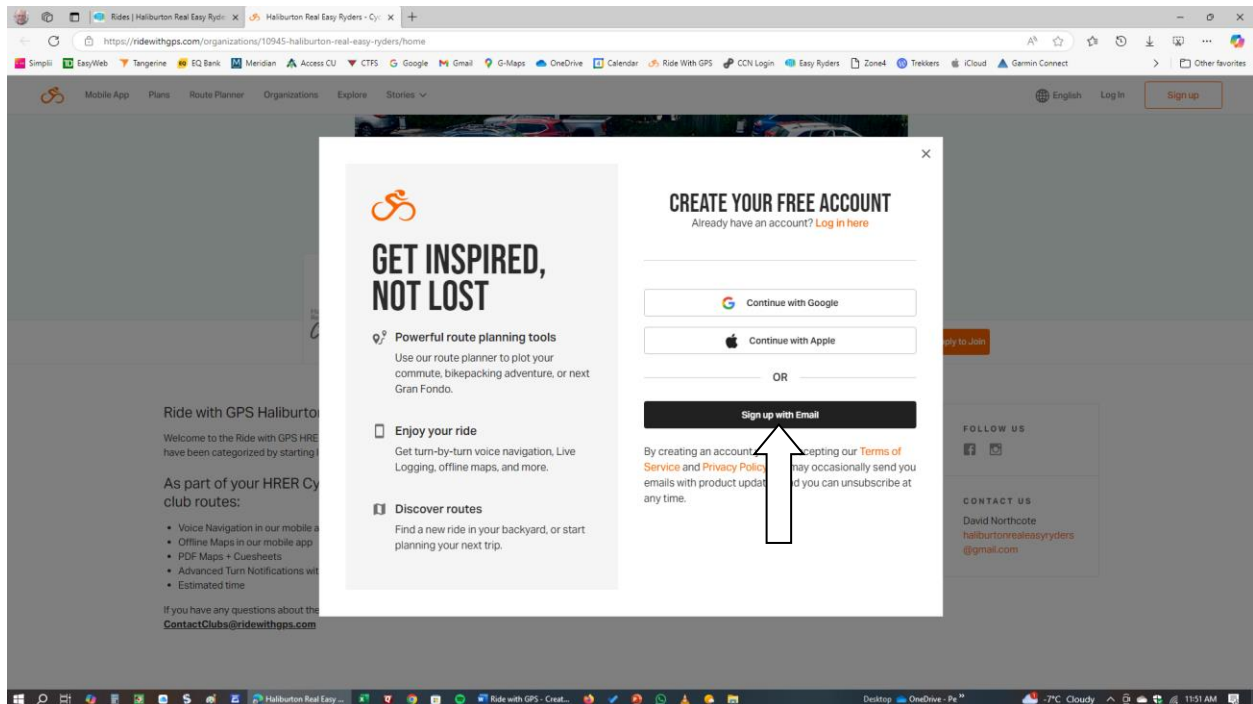 Rides | Haliburton Real Easy Ryde
Haliburton Real Easy Ryders - Cyc
https://ridewithgps.com/organizations/10945-haliburton-real-easy-ryders/home
Simplii EasyWeb Tangerine EQ Bank Meridian Access CU CTFS Google Gmail G-Maps OneDrive Calendar Ride With GPS CCN Login Easy Ryders Zone4 Trekkers iCloud Garmin Connect Other favorites
Mobile App Plans Route Planner Organizations Explore Stories English Log In Sign up
GET INSPIRED,
NOT LOST
Powerful route planning tools
Use our route planner to plot your
commute, bikepacking adventure, or next
Gran Fondo.
Enjoy your ride
Get turn-by-turn voice navigation, Live
Logging, offline maps, and more.
Discover routes
Find a new ride in your backyard, or start
planning your next trip.
CREATE YOUR FREE ACCOUNT
Already have an account? Log in here
Continue with Google
Continue with Apple
OR
Sign up with Email
By creating an account cepting our Terms of
Service and Privacy Policy may occasionally send you
emails with product updat d you can unsubscribe at
any time.
ply to Join
Ride with GPS Haliburto
Welcome to the Ride with GPS HRE
have been categorized by starting l
As part of your HRER Cy
club routes:
• Voice Navigation in our mobile a
• Offline Maps in our mobile app
• PDF Maps + Cuesheets
• Advanced Turn Notifications wit
• Estimated time
If you have any questions about the
ContactClubs@ridewithgps.com
FOLLOW US
CONTACT US
David Northcote
haliburtonrealeasyryders
@gmail.com
Haliburton Real Easy ... Ride with GPS - Creat... Desktop OneDrive - Pe -7°C Cloudy 11:51 AM